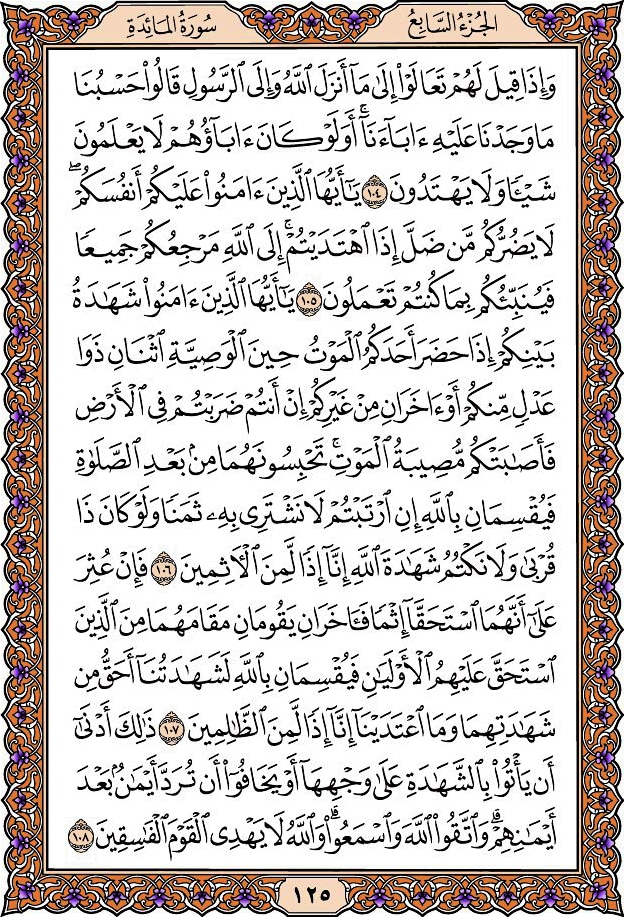 الجُزْءُ السَّابِعُ
سُورَةُ المَائِدَةِ
وَإِذَا قِيلَ لَهُمْ تَعَالَوْاْ إِلَىٰ مَآ أَنزَلَ ٱللَّهُ وَإِلَى ٱلرَّسُولِ قَالُواْ حَسْبُنَا
مَا وَجَدْنَا عَلَيْهِ ءَابَآءَنَآۚ أَوَلَوْ كَانَ ءَابَآؤُهُمْ لَا يَعْلَمُونَ
شَيْـًٔا وَلَا يَهْتَدُونَ ١٠٤ يَـٰٓأَيُّهَا ٱلَّذِينَ ءَامَنُواْ عَلَيْكُمْ أَنفُسَكُمْۖ
لَا يَضُرُّكُم مَّن ضَلَّ إِذَا ٱهْتَدَيْتُمْۚ إِلَى ٱللَّهِ مَرْجِعُكُمْ جَمِيعًا
فَيُنَبِّئُكُم بِمَا كُنتُمْ تَعْمَلُونَ ١٠٥ يَـٰٓأَيُّهَا ٱلَّذِينَ ءَامَنُواْ شَهَـٰدَةُ
بَيْنِكُمْ إِذَا حَضَرَ أَحَدَكُمُ ٱلْمَوْتُ حِينَ ٱلْوَصِيَّةِ ٱثْنَانِ ذَوَا
عَدْلٍ مِّنكُمْ أَوْ ءَاخَرَانِ مِنْ غَيْرِكُمْ إِنْ أَنتُمْ ضَرَبْتُمْ فِى ٱلْأَرْضِ
فَأَصَـٰبَتْكُم مُّصِيبَةُ ٱلْمَوْتِۚ تَحْبِسُونَهُمَا مِنۢ بَعْدِ ٱلصَّلَوٰةِ
فَيُقْسِمَانِ بِٱللَّهِ إِنِ ٱرْتَبْتُمْ لَا نَشْتَرِى بِهِۦ ثَمَنًا وَلَوْ كَانَ ذَا
قُرْبَىٰ وَلَا نَكْتُمُ شَهَـٰدَةَ ٱللَّهِ إِنَّآ إِذًا لَّمِنَ ٱلْـَٔاثِمِينَ ١٠٦ فَإِنْ عُثِرَ
عَلَىٰٓ أَنَّهُمَا ٱسْتَحَقَّآ إِثْمًا فَـَٔاخَرَانِ يَقُومَانِ مَقَامَهُمَا مِنَ ٱلَّذِينَ
ٱسْتَحَقَّ عَلَيْهِمُ ٱلْأَوْلَيَـٰنِ فَيُقْسِمَانِ بِٱللَّهِ لَشَهَـٰدَتُنَآ أَحَقُّ مِن
شَهَـٰدَتِهِمَا وَمَا ٱعْتَدَيْنَآ إِنَّآ إِذًا لَّمِنَ ٱلظَّـٰلِمِينَ ١٠٧ ذَٰلِكَ أَدْنَىٰٓ
أَن يَأْتُواْ بِٱلشَّهَـٰدَةِ عَلَىٰ وَجْهِهَآ أَوْ يَخَافُوٓاْ أَن تُرَدَّ أَيْمَـٰنُۢ بَعْدَ
أَيْمَـٰنِهِمْۗ وَٱتَّقُواْ ٱللَّهَ وَٱسْمَعُواْۗ وَٱللَّهُ لَا يَهْدِى ٱلْقَوْمَ ٱلْفَـٰسِقِينَ ١٠٨
١٢٥